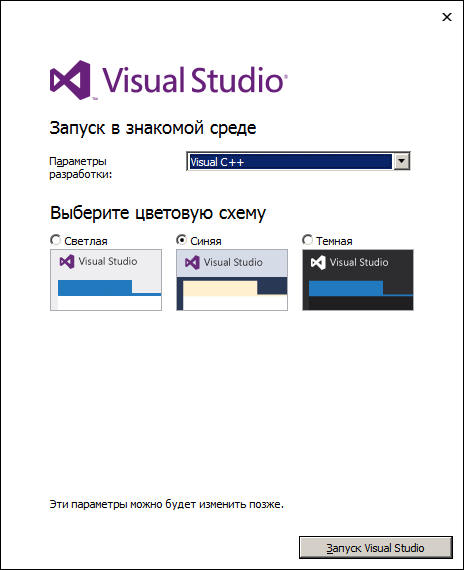 Visual Studio
Запуск в знакомой среде
Параметры разработки:
Visual C++
Выберите цветовую схему
Светлая
Синяя
Темная
Visual Studio
Visual Studio
Visual Studio
Эти параметры можно будет изменить позже.
Запуск Visual Studio